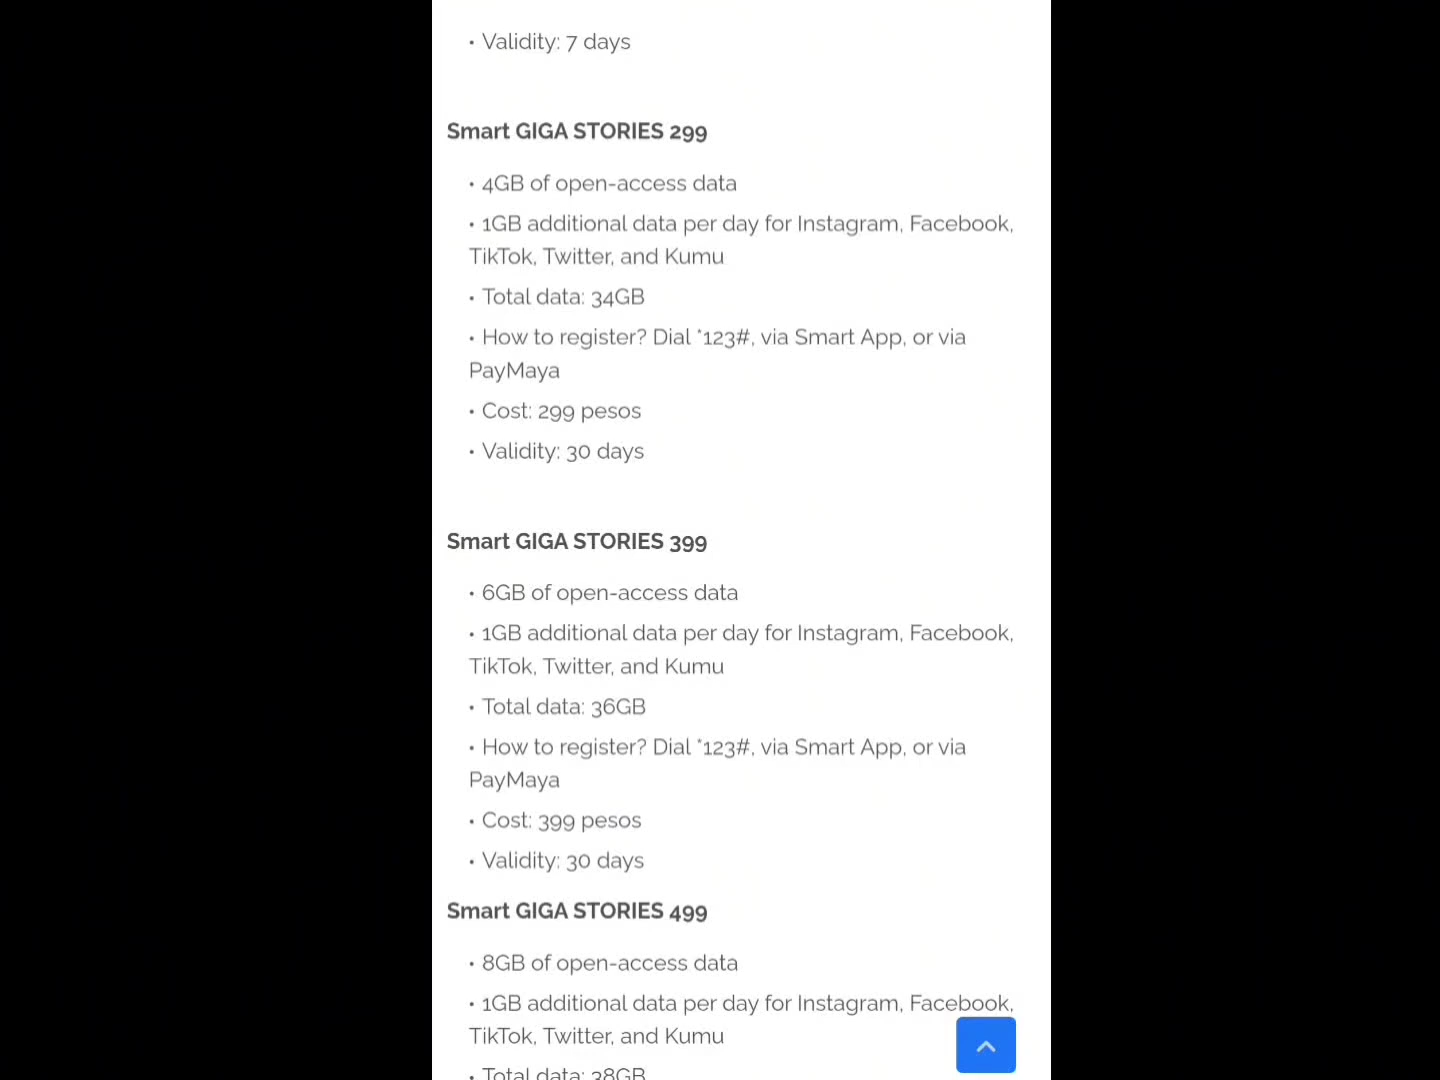 • Validity: 7 days
Smart GIGA STORIES 299
• 4GB of open-access data
• 1GB additional data per day for Instagram, Facebook,
TikTok, Twitter, and Kumu
• Total data: 34GB
• How to register? Dial *123#, via Smart App, or via
PayMaya
• Cost: 299 pesos
• Validity: 30 days
Smart GIGA STORIES 399
• 6GB of open-access data
• 1GB additional data per day for Instagram, Facebook,
TikTok, Twitter, and Kumu
• Total data: 36GB
• How to register? Dial *123#, via Smart App, or via
PayMaya
• Cost: 399 pesos
• Validity: 30 days
Smart GIGA STORIES 499
• 8GB of open-access data
• 1GB additional data per day for Instagram, Facebook,
TikTok, Twitter, and Kumu
• Total data: 38GB